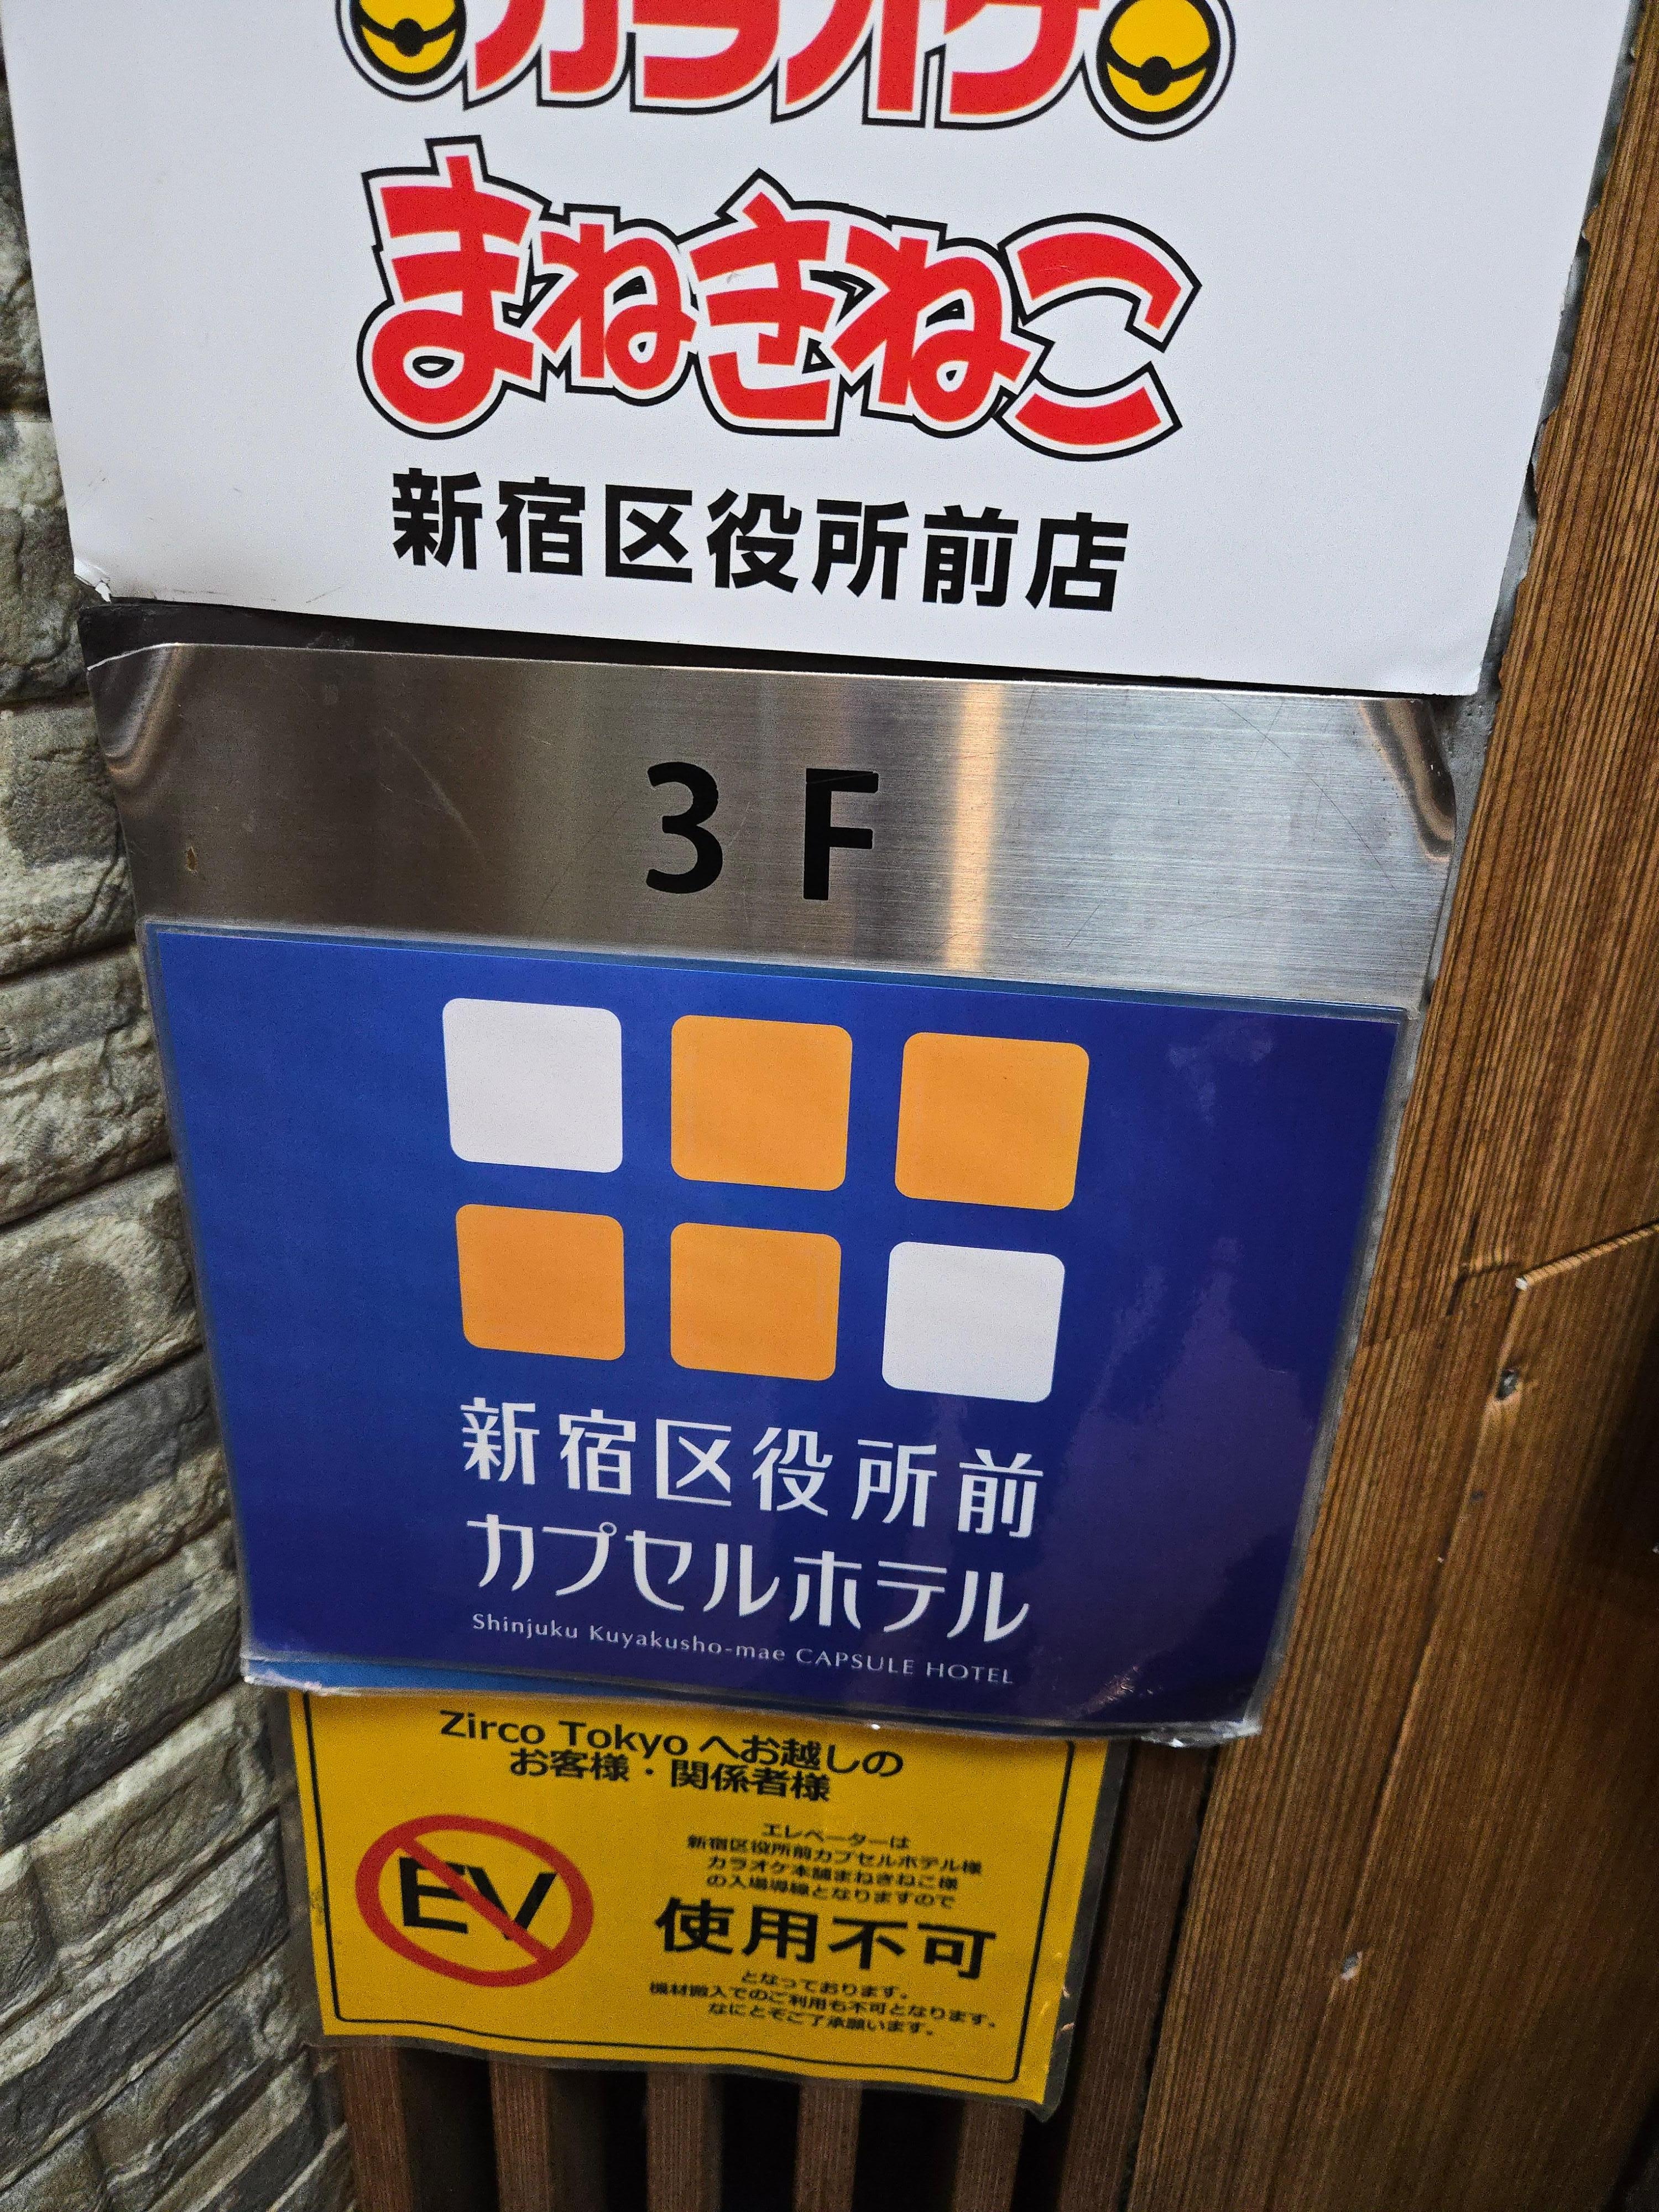 カラオケ
まねきねこ
新宿区役所前店
3F
新宿区役所前
カプセルホテル
Shinjuku Kuyakusho-mae CAPSULE HOTEL
Zirco Tokyo へお越しの
お客様・関係者様
EV
エレベーターは
新宿区役所前カプセルホテル様
カラオケ本舗まねきねこ様
の入場導線となりますので
使用不可
となっております。
機材搬入でのご利用も不可となります。
なにとぞご了承願います。